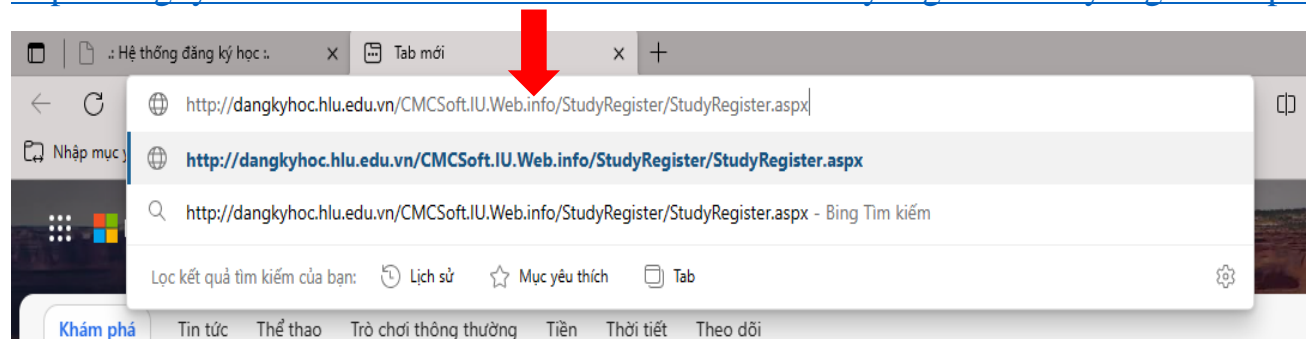 .: Hệ thống đăng ký học :.
Tab mới
http://dangkyhoc.hlu.edu.vn/CMCSoft.IU.Web.info/StudyRegister/StudyRegister.aspx
Nhập mục
http://dangkyhoc.hlu.edu.vn/CMCSoft.IU.Web.info/StudyRegister/StudyRegister.aspx
http://dangkyhoc.hlu.edu.vn/CMCSoft.IU.Web.info/StudyRegister/StudyRegister.aspx - Bing Tìm kiếm
Lọc kết quả tìm kiếm của bạn: Lịch sử Mục yêu thích Tab
Khám phá Tin tức Thể thao Trò chơi thông thường Tiền Thời tiết Theo dõi